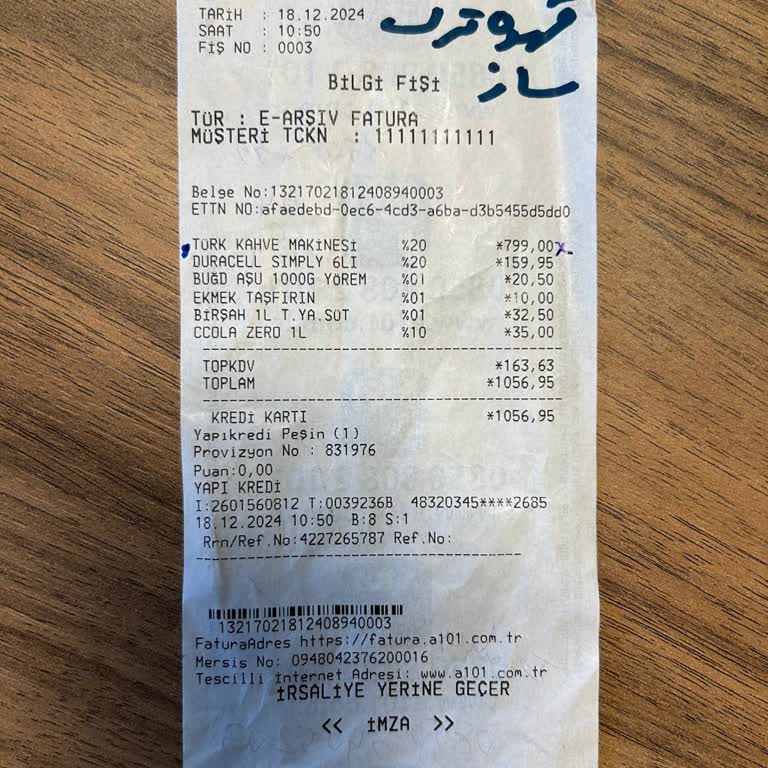 TARİH : 18.12.2024
SAAT : 10:50
FİŞ NO : 0003
قهوه ترک
ساز
BİLGİ FİŞİ
TÜR : E-ARŞİV FATURA
MÜŞTERİ TCKN : 11111111111
Belge No:13217021812408940003
ETTN NO:afaedebd-0ec6-4cd3-a6ba-d3b5455d5dd0
TÜRK KAHVE MAKİNESİ %20 *799,00
DURACELL SIMPLY 6LI %20 *159,95
BUĞD AŞU 1000G YÖREM %01 *20,50
EKMEK TAŞFIRIN %01 *10,00
BİRŞAH 1L T.YA.SÜT %01 *32,50
CCOLA ZERO 1L %10 *35,00
TOPKDV *163,63
TOPLAM *1056,95
KREDİ KARTI *1056,95
Yapıkredi Peşin (1)
Provizyon No : 831976
Puan:0,00
YAPI KREDİ
I:2601560812 T:0039236B 48320345****2685
18.12.2024 10:50 B:8 S:1
Rrn/Ref.No:4227265787 Ref.No:
13217021812408940003
FaturaAdres https://fatura.a101.com.tr
Mersis No: 0948042376200016
Tescilli İnternet Adresi: www.a101.com.tr
İRSALİYE YERİNE GEÇER
<< İMZA >>